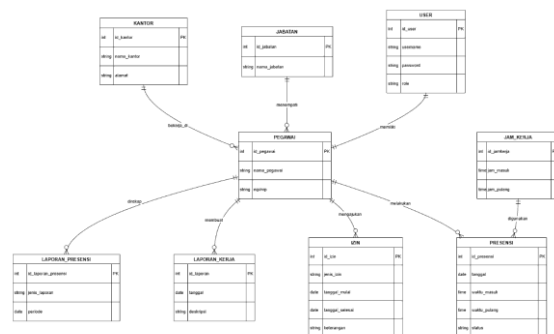 KANTOR
int id_kantor PK
string nama_kantor
string alamat
JABATAN
int id_jabatan PK
string nama_jabatan
USER
int id_user PK
string username
string password
string role
bekerja_di
menempati
memiliki
PEGAWAI
int id_pegawai PK
string nama_pegawai
string
JAM_KERJA
int id_jamkerja PK
time jam_masuk
time jam_pulang
direkap
membuat
mengajukan
melakukan
digunakan
LAPORAN_PRESENSI
int id_laporan_presensi PK
string jenis_laporan
date periode
LAPORAN_KERJA
int id_laporan PK
date tanggal
string deskripsi
IZIN
int id_izin PK
string jenis_izin
date tanggal_mulai
date tanggal_selesai
string keterangan
PRESENSI
int id_presensi PK
date tanggal
time waktu_masuk
time waktu_pulang
string status